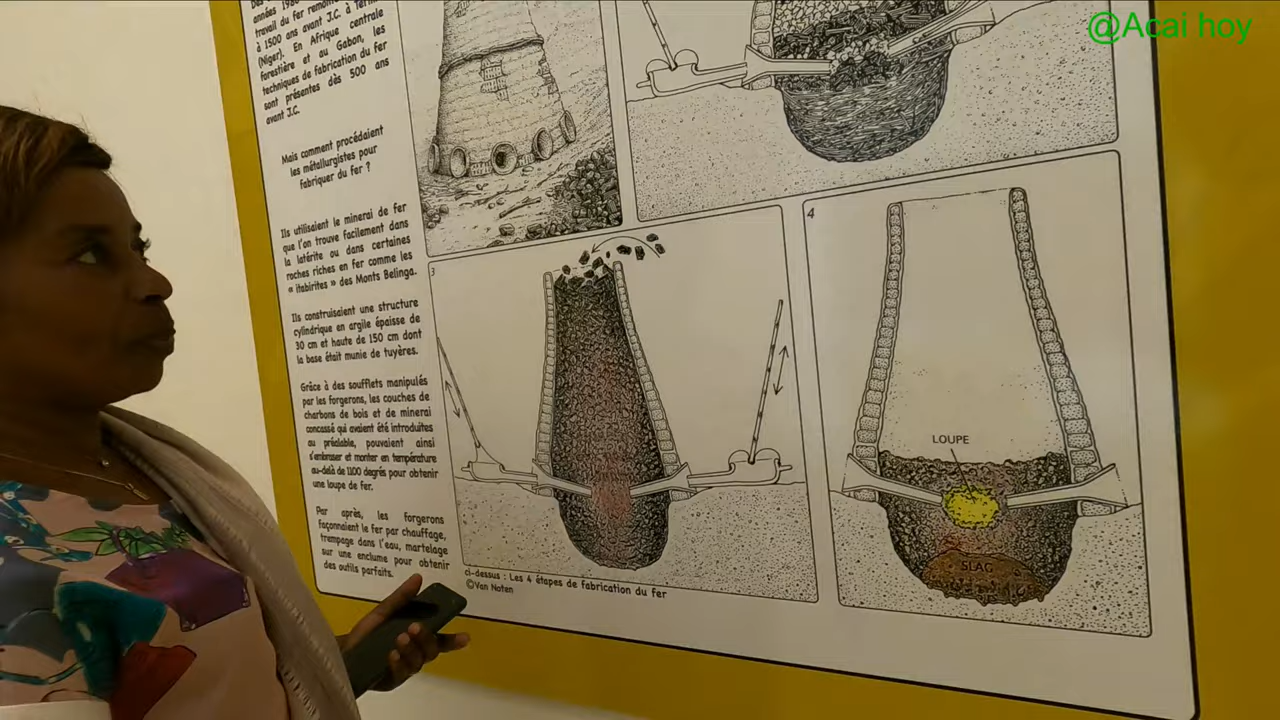 @Acai hoy
travail du fer
à 1500 ans avant J.C. à
(Niger). En Afrique centrale
forestière et au Gabon, les
techniques de fabrication du fer
sont présentes dès 500 ans
avant J.C.
Mais comment procédaient
les métallurgistes pour
fabriquer du fer ?
Ils utilisaient le minerai de fer
que l'on trouve facilement dans
la latérite ou dans certaines
roches riches en fer comme les
« itabirites » des Monts Belinga.
Ils construisaient une structure
cylindrique en argile épaisse de
30 cm et haute de 150 cm dont
la base était munie de tuyères.
Grâce à des soufflets manipulés
par les forgerons, les couches de
charbons de bois et de minerai
concassé qui avaient été introduites
au préalable, pouvaient ainsi
s'embraser et monter en température
au-delà de 1100 degrés pour obtenir
une loupe de fer.
Par après, les forgerons
façonnaient le fer par chauffage,
trempage dans l'eau, martelage
sur une enclume pour obtenir
des outils parfaits.
3
4
LOUPE
SLAG
ci-dessus : Les 4 étapes de fabrication du fer
©Van Noten